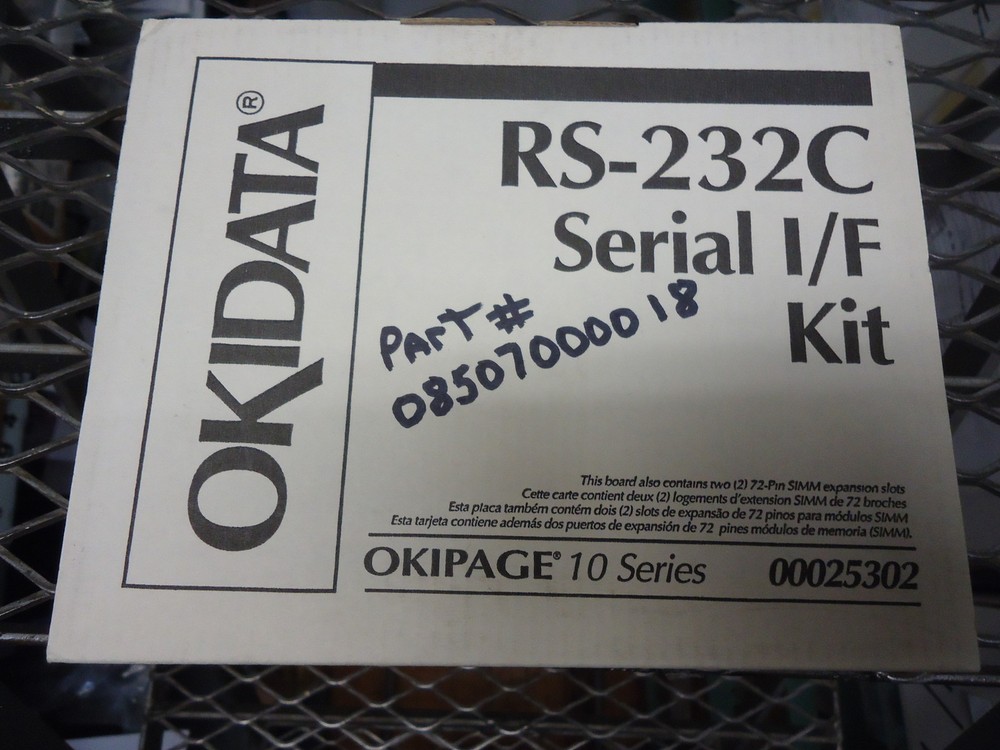 OKIDATA®
RS-232C
Serial I/F
Kit
PArT #
085070000018
This board also contains two (2) 72-Pin SIMM expansion slots
Cette carte contient deux (2) logements d'extension SIMM de 72 broches
Esta placa também contém dois (2) slots de expansão de 72 pinos para módulos SIMM
Esta tarjeta contiene además dos puertos de expansión de 72 pines módulos de memoria (SIMM).
OKIPAGE® 10 Series 00025302